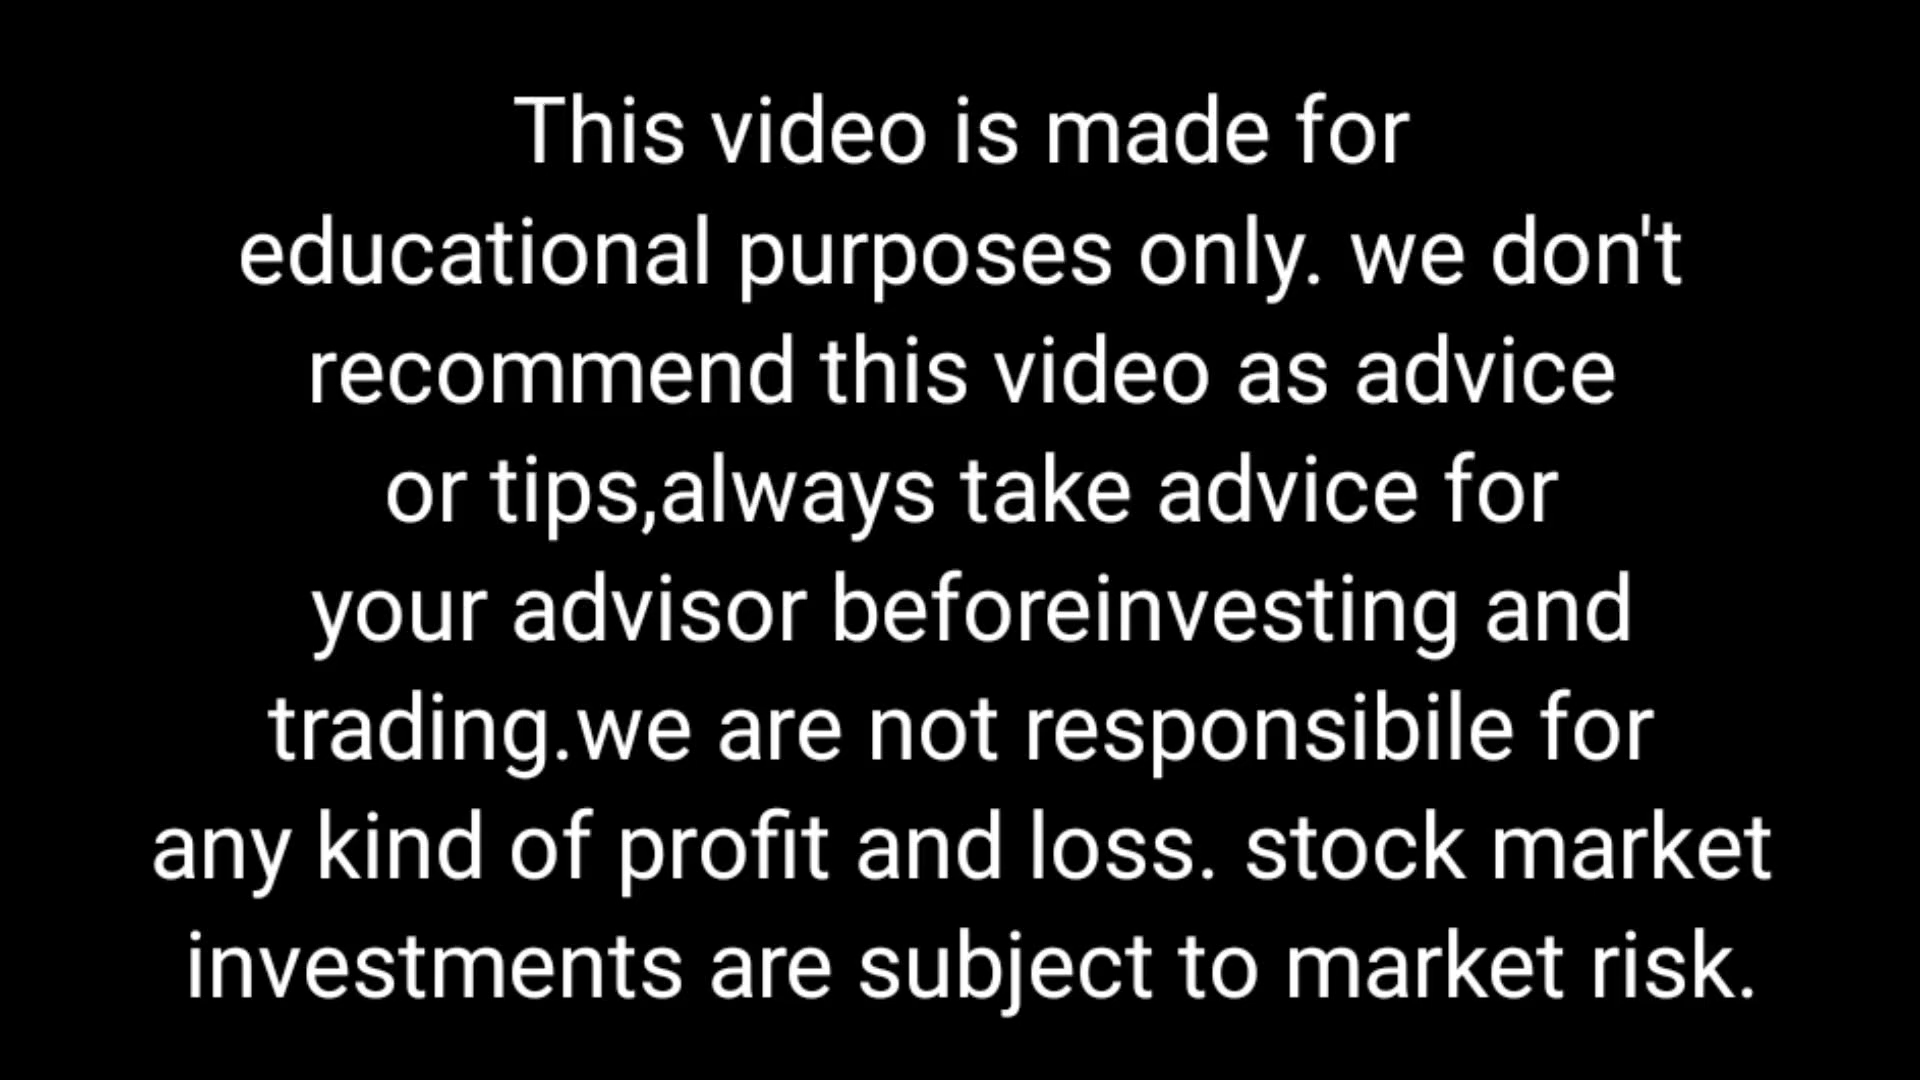 This video is made for
educational purposes only. we don't
recommend this video as advice
or tips,always take advice for
your advisor beforeinvesting and
trading.we are not responsibile for
any kind of profit and loss. stock market
investments are subject to market risk.